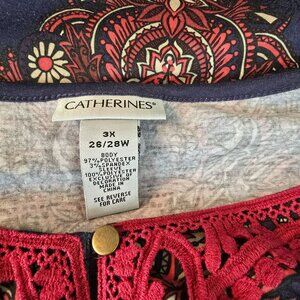 CATHERINES®
3X
26/28W
BODY
97% POLYESTER
3% SPANDEX
SLEEVE
100% POLYESTER
EXCLUSIVE OF
DECORATION
MADE IN
CHINA
SEE REVERSE
FOR CARE